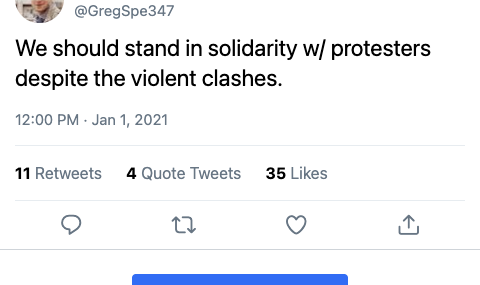 @GregSpe347
We should stand in solidarity w/ protesters
despite the violent clashes.
12:00 PM · Jan 1, 2021
11 Retweets 4 Quote Tweets 35 Likes